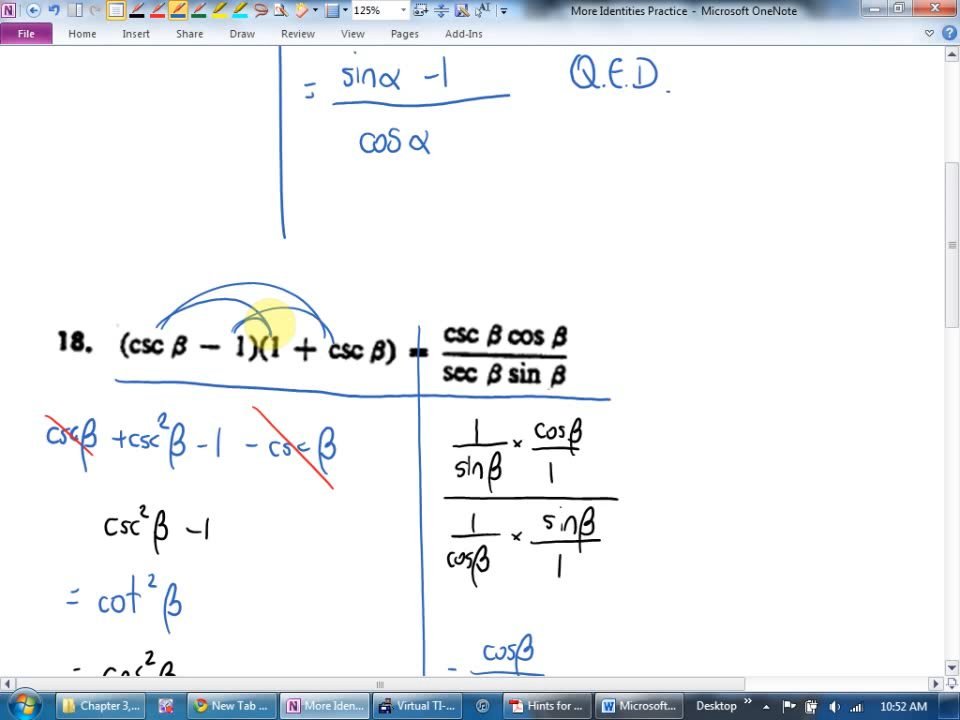 125%
More Identities Practice - Microsoft OneNote
File Home Insert Share Draw Review Pages View Add-Ins
= sinα - 1
cosα
Q.E.D.
18. (csc β − 1)(1 + csc β) = csc β cos β
sec β sin β
cscβ + csc²β - 1 - csc β
csc²β - 1
= cot²β
= cos²β
1/sinβ × cosβ/1
1/cosβ × sinβ/1
= cosβ
Chapter 3,... New Tab ... More Iden... Virtual TI-... Hints for ... Microsoft... Desktop » 10:52 AM